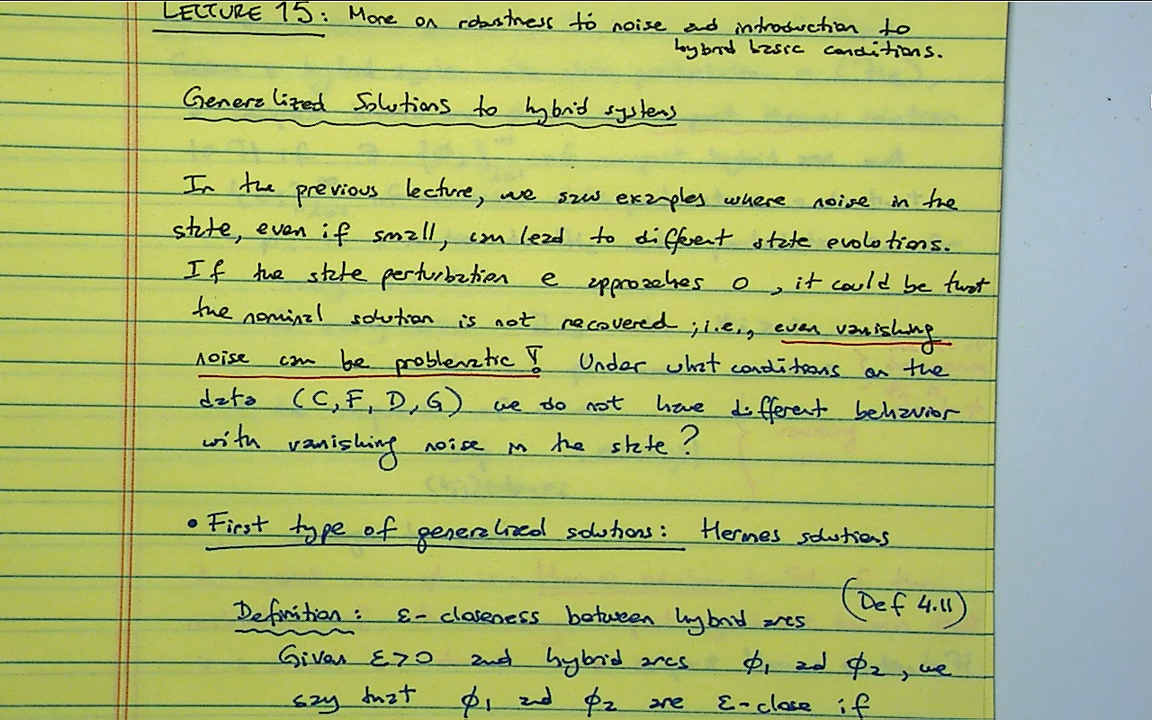 LECTURE 15: More on robustness to noise and introduction to
hybrid basic conditions.
Generalized Solutions to hybrid systems
In the previous lecture, we saw examples where noise in the
state, even if small, can lead to different state evolutions.
If the state perturbation e approaches 0, it could be that
the nominal solution is not recovered; i.e., even vanishing
noise can be problematic! Under what conditions on the
data (C, F, D, G) we do not have different behavior
with vanishing noise in the state?
• First type of generalized solutions: Hermes solutions
Definition: ε-closeness between hybrid arcs (Def 4.11)
Given ε>0 and hybrid arcs ϕ1 ad ϕ2, we
say that ϕ1 and ϕ2 are ε-close if